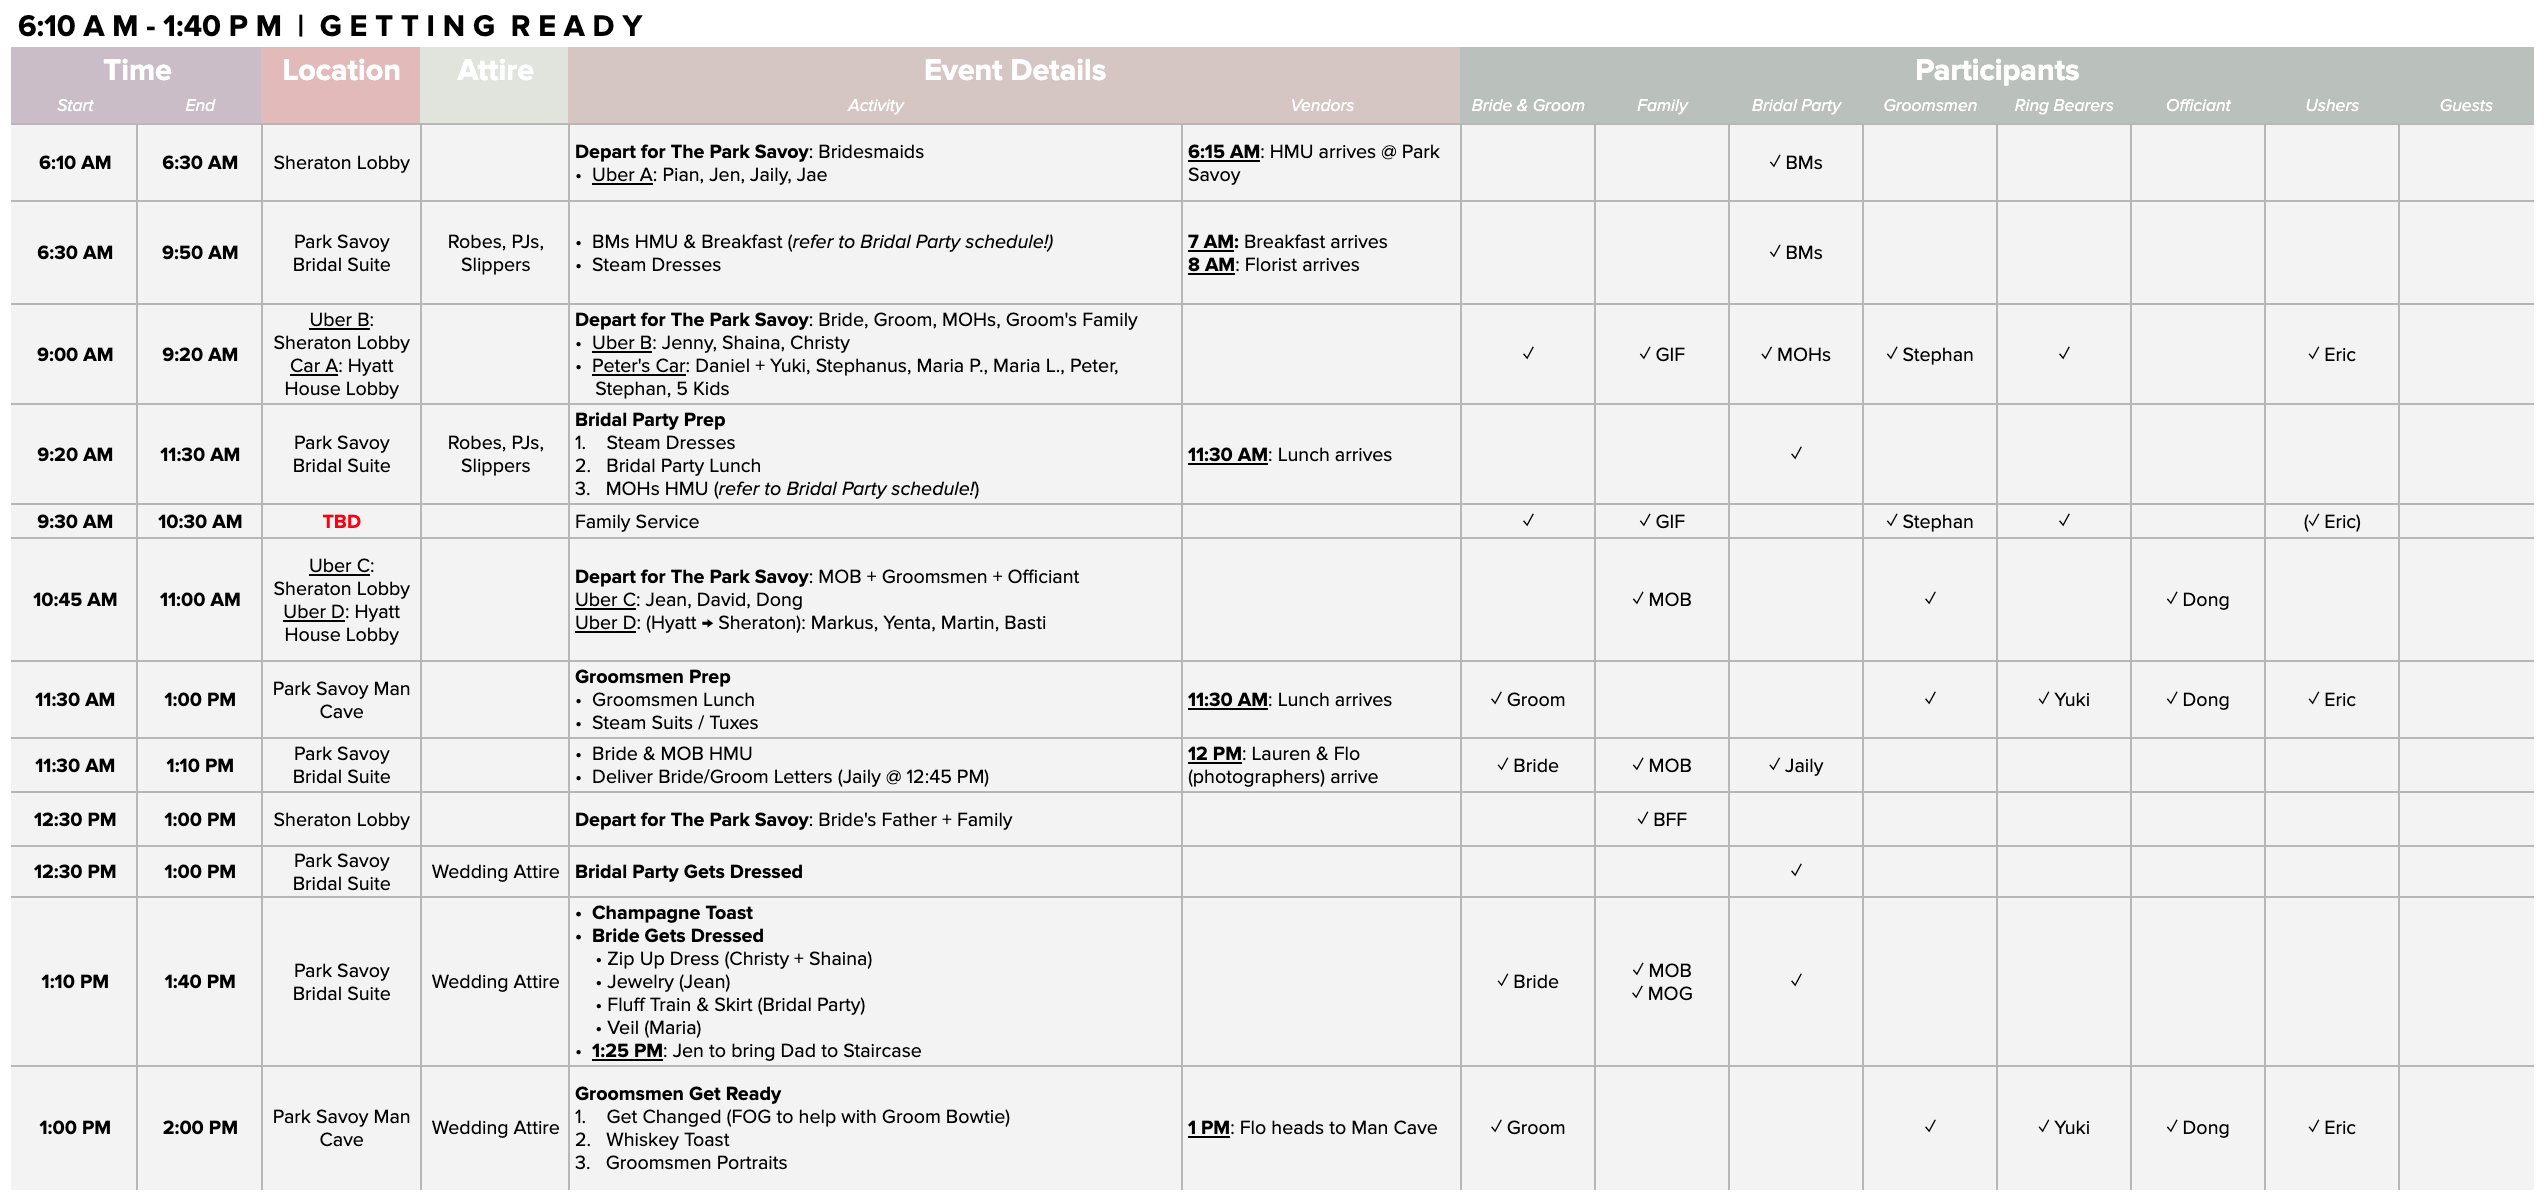 6:10 AM - 1:40 PM | GETTING READY
Time Location Attire Event Details Participants
Start End Activity Vendors Bride & Groom Family Bridal Party Groomsmen Ring Bearers Officiant Ushers Guests
6:10 AM 6:30 AM Sheraton Lobby
Depart for The Park Savoy: Bridesmaids
• Uber A: Pian, Jen, Jaily, Jae
6:15 AM: HMU arrives @ Park
Savoy
✓ BMs
6:30 AM 9:50 AM
Park Savoy
Bridal Suite
Robes, PJs,
Slippers
• BMs HMU & Breakfast (refer to Bridal Party schedule!)
• Steam Dresses
7 AM: Breakfast arrives
8 AM: Florist arrives
✓ BMs
9:00 AM 9:20 AM
Uber B:
Sheraton Lobby
Car A: Hyatt
House Lobby
Depart for The Park Savoy: Bride, Groom, MOHs, Groom's Family
• Uber B: Jenny, Shaina, Christy
• Peter's Car: Daniel + Yuki, Stephanus, Maria P., Maria L., Peter,
Stephan, 5 Kids
✓ ✓ GIF ✓ MOHs ✓ Stephan ✓ ✓ Eric
9:20 AM 11:30 AM
Park Savoy
Bridal Suite
Robes, PJs,
Slippers
Bridal Party Prep
1. Steam Dresses
2. Bridal Party Lunch
3. MOHs HMU (refer to Bridal Party schedule!)
11:30 AM: Lunch arrives
✓
9:30 AM 10:30 AM TBD Family Service ✓ ✓ GIF ✓ Stephan ✓ (✓ Eric)
10:45 AM 11:00 AM
Uber C:
Sheraton Lobby
Uber D: Hyatt
House Lobby
Depart for The Park Savoy: MOB + Groomsmen + Officiant
Uber C: Jean, David, Dong
Uber D: (Hyatt → Sheraton): Markus, Yenta, Martin, Basti
✓ MOB ✓ ✓ Dong
11:30 AM 1:00 PM
Park Savoy Man
Cave
Groomsmen Prep
• Groomsmen Lunch
• Steam Suits / Tuxes
11:30 AM: Lunch arrives
✓ Groom ✓ ✓ Yuki ✓ Dong ✓ Eric
11:30 AM 1:10 PM
Park Savoy
Bridal Suite
• Bride & MOB HMU
• Deliver Bride/Groom Letters (Jaily @ 12:45 PM)
12 PM: Lauren & Flo
(photographers) arrive
✓ Bride ✓ MOB ✓ Jaily
12:30 PM 1:00 PM Sheraton Lobby Depart for The Park Savoy: Bride's Father + Family ✓ BFF
12:30 PM 1:00 PM
Park Savoy
Bridal Suite
Wedding Attire Bridal Party Gets Dressed ✓
1:10 PM 1:40 PM
Park Savoy
Bridal Suite
Wedding Attire
• Champagne Toast
• Bride Gets Dressed
• Zip Up Dress (Christy + Shaina)
• Jewelry (Jean)
• Fluff Train & Skirt (Bridal Party)
• Veil (Maria)
• 1:25 PM: Jen to bring Dad to Staircase
✓ Bride
✓ MOB
✓ MOG
✓
1:00 PM 2:00 PM
Park Savoy Man
Cave
Wedding Attire
Groomsmen Get Ready
1. Get Changed (FOG to help with Groom Bowtie)
2. Whiskey Toast
3. Groomsmen Portraits
1 PM: Flo heads to Man Cave
✓ Groom ✓ ✓ Yuki ✓ Dong ✓ Eric